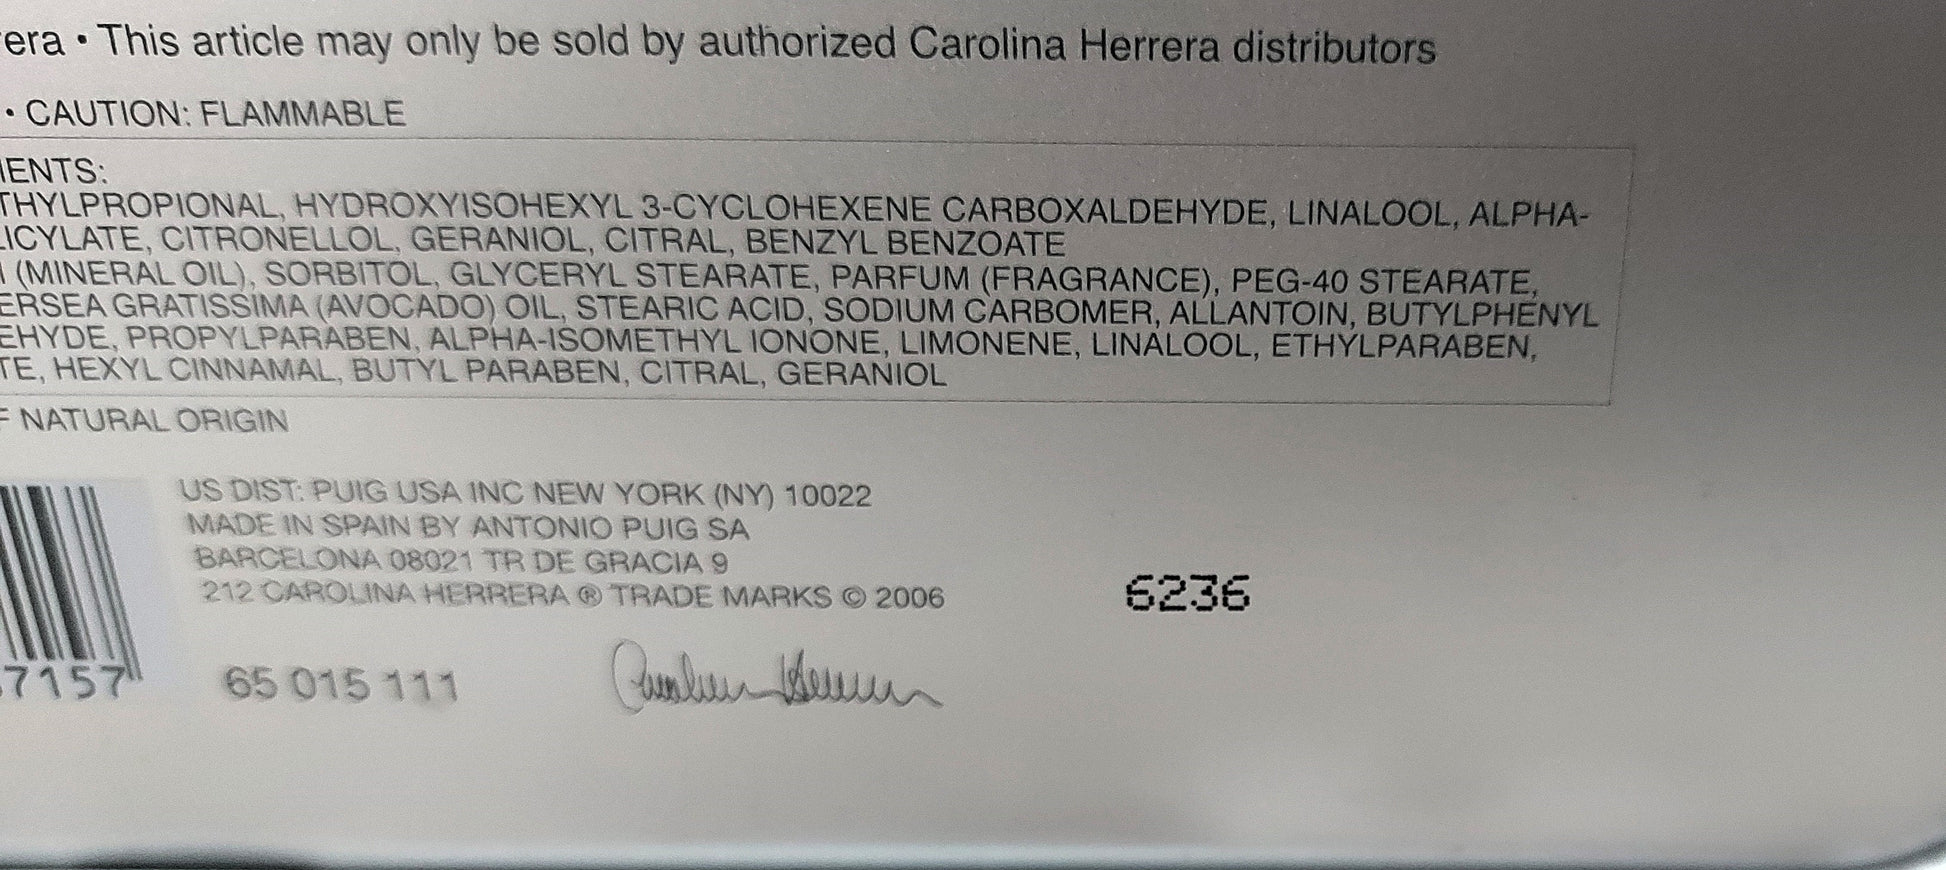 era • This article may only be sold by authorized Carolina Herrera distributors
• CAUTION: FLAMMABLE
IENTS:
THYLPROPIONAL, HYDROXYISOHEXYL 3-CYCLOHEXENE CARBOXALDEHYDE, LINALOOL, ALPHA-
LICYLATE, CITRONELLOL, GERANIOL, CITRAL, BENZYL BENZOATE
(MINERAL OIL), SORBITOL, GLYCERYL STEARATE, PARFUM (FRAGRANCE), PEG-40 STEARATE,
ERSEA GRATISSIMA (AVOCADO) OIL, STEARIC ACID, SODIUM CARBOMER, ALLANTOIN, BUTYLPHENYL
EHYDE, PROPYLPARABEN, ALPHA-ISOMETHYL IONONE, LIMONENE, LINALOOL, ETHYLPARABEN,
TE, HEXYL CINNAMAL, BUTYL PARABEN, CITRAL, GERANIOL
F NATURAL ORIGIN
US DIST: PUIG USA INC NEW YORK (NY) 10022
MADE IN SPAIN BY ANTONIO PUIG SA
BARCELONA 08021 TR DE GRACIA 9
212 CAROLINA HERRERA ® TRADE MARKS © 2006
6236
7157
65 015 111
Carolina Herrera